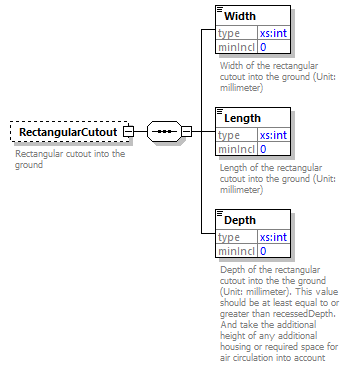 Width
type xs:int
minIncl 0
Width of the rectangular
cutout into the ground (Unit:
millimeter)
RectangularCutout
Rectangular cutout into the
ground
Length
type xs:int
minIncl 0
Length of the rectangular
cutout into the ground (Unit:
millimeter)
Depth
type xs:int
minIncl 0
Depth of the rectangular
cutout into the the ground
(Unit: millimeter). This value
should be at least equal to or
greater than recessedDepth.
And take the additional
height of any additional
housing or required space for
air circulation into account